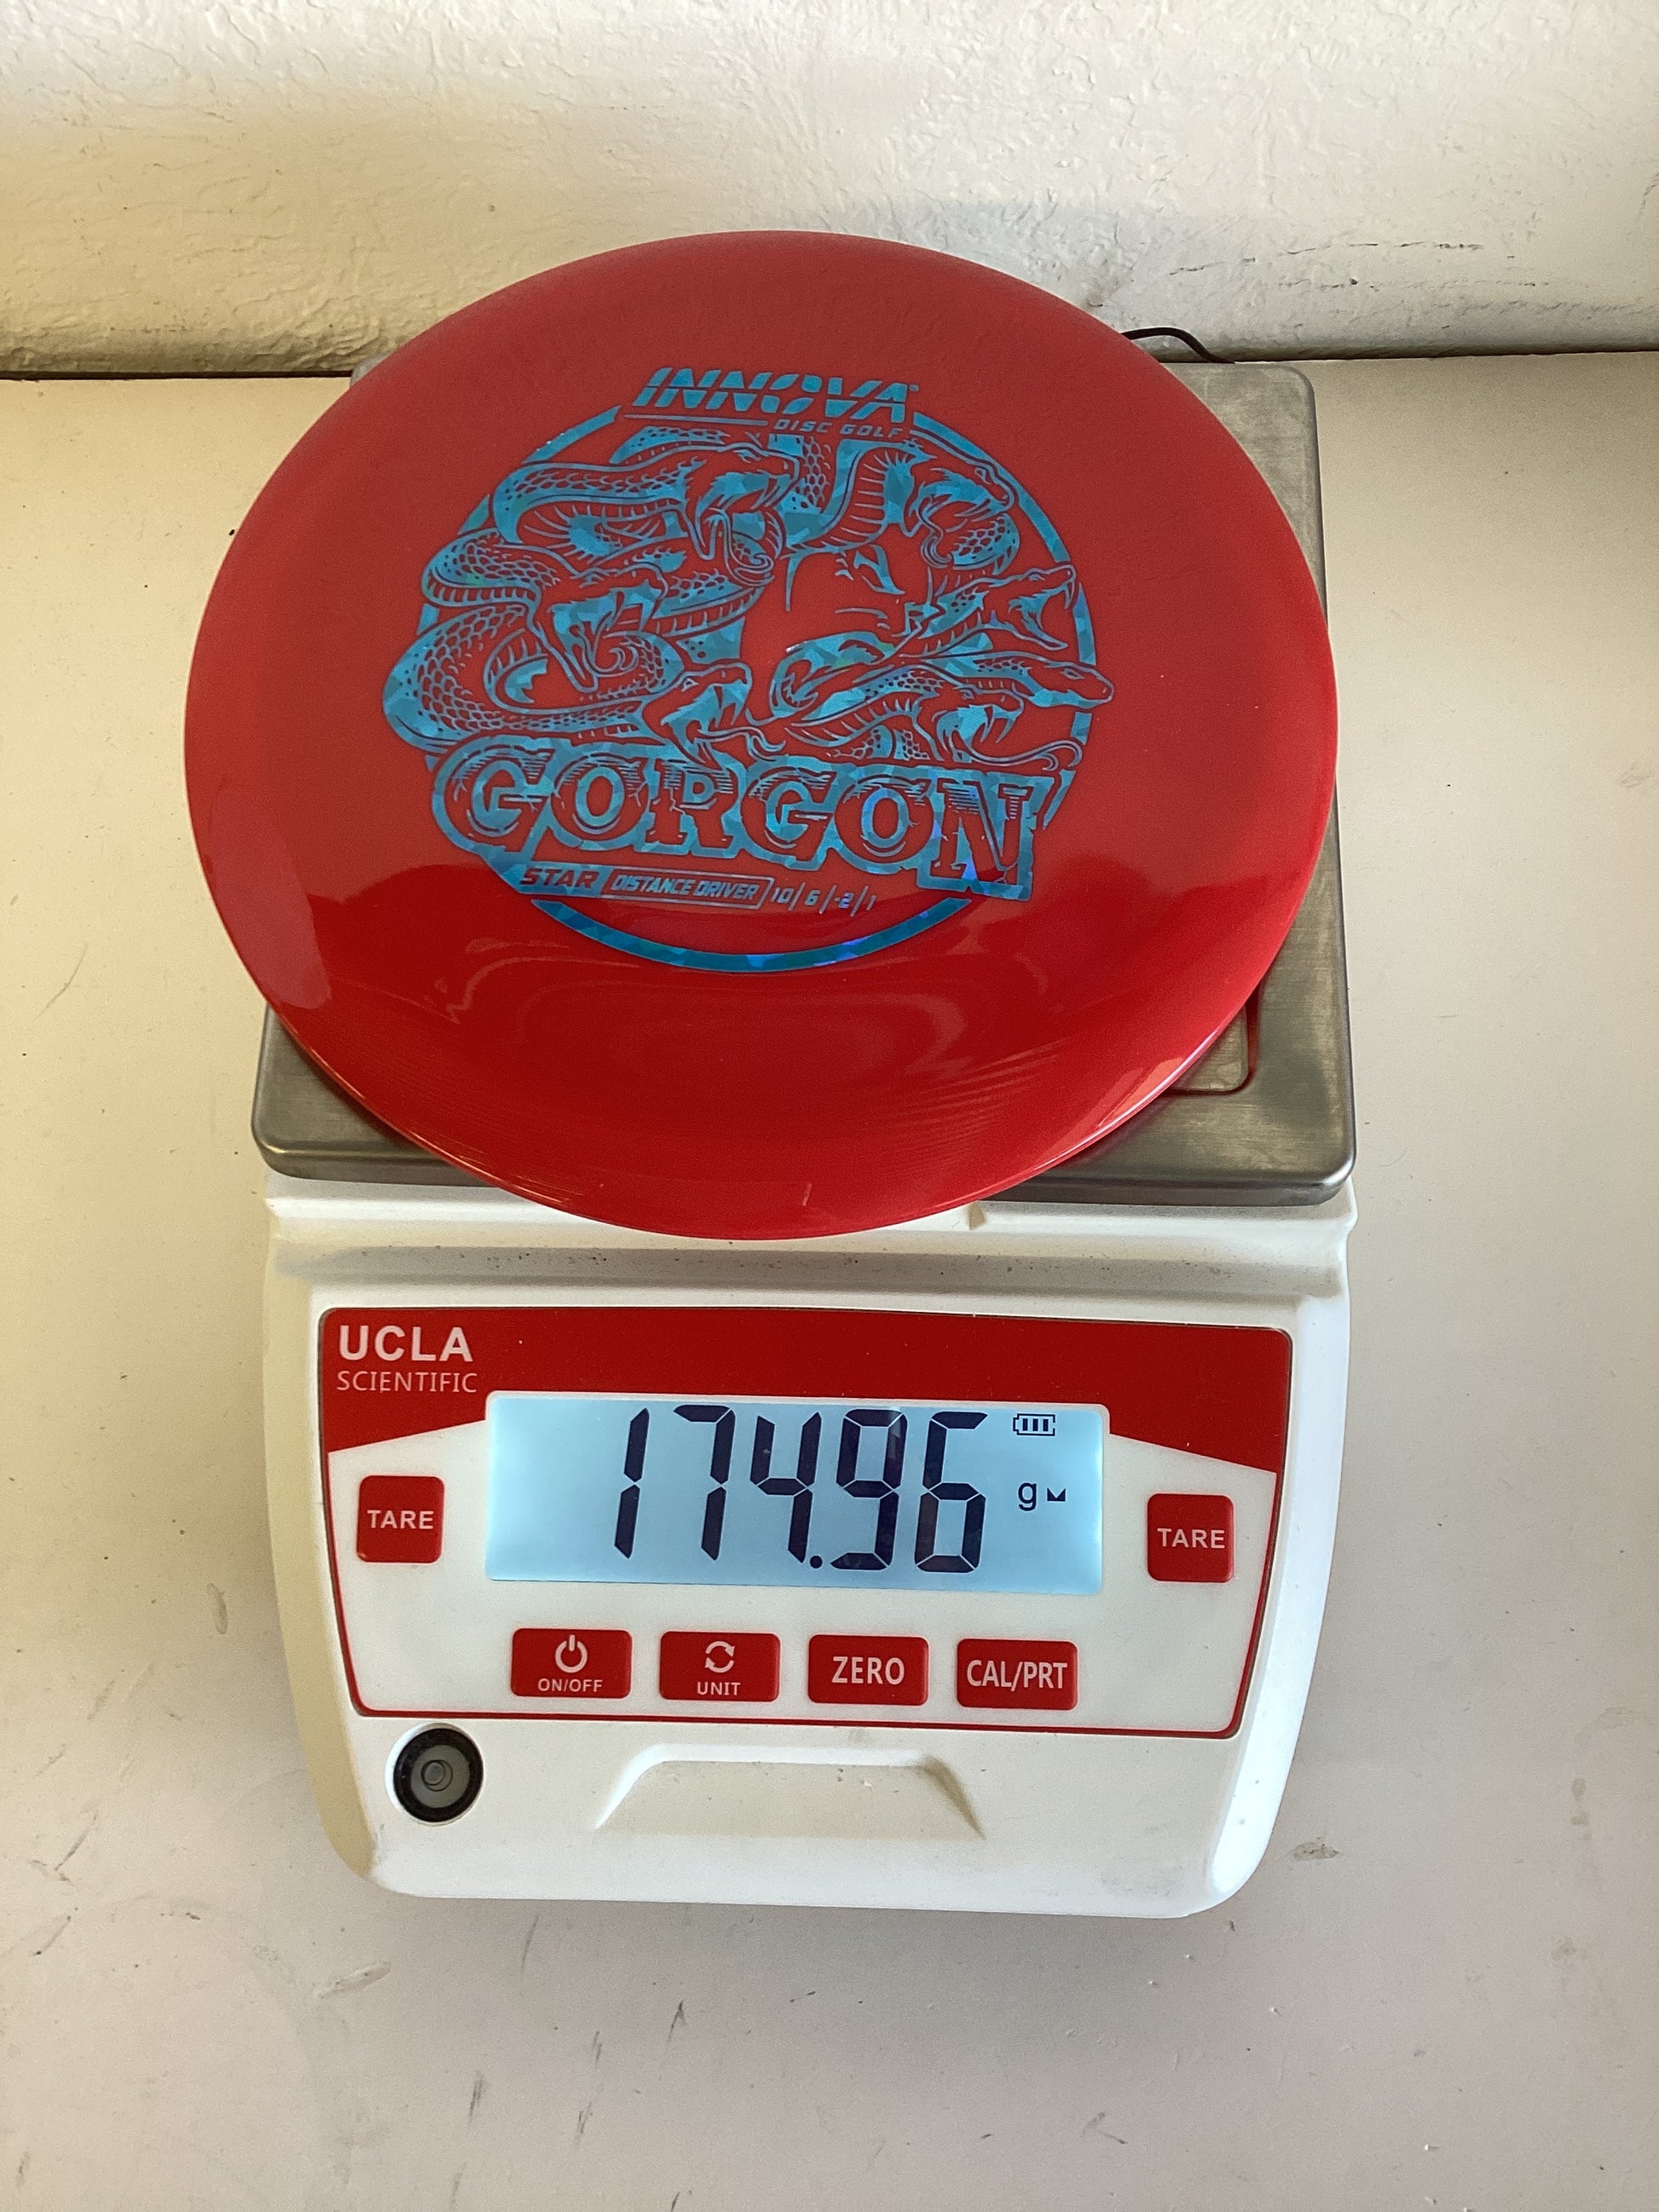 INNOVA
DISC GOLF
GORGON
STAR DISTANCE DRIVER 10/6/-2/1
UCLA
SCIENTIFIC
174.96 g
TARE
TARE
ON/OFF
UNIT
ZERO
CAL/PRT